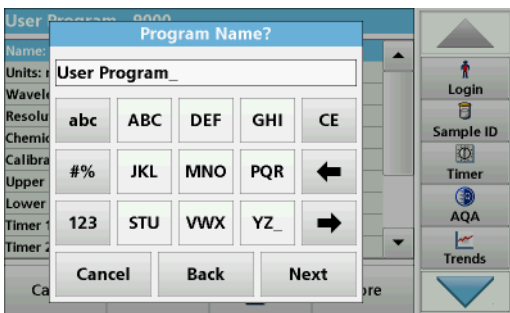 User Program 9000
Program Name?
Name:
Units:
User Program_
Resolu
Chemic
Calibra
Upper
Lower
Timer 1
Timer 2
abc ABC DEF GHI CE
#% JKL MNO PQR
123 STU VWX YZ_
Cancel Back Next
Ca
ore
Login
Sample ID
Timer
AQA
Trends